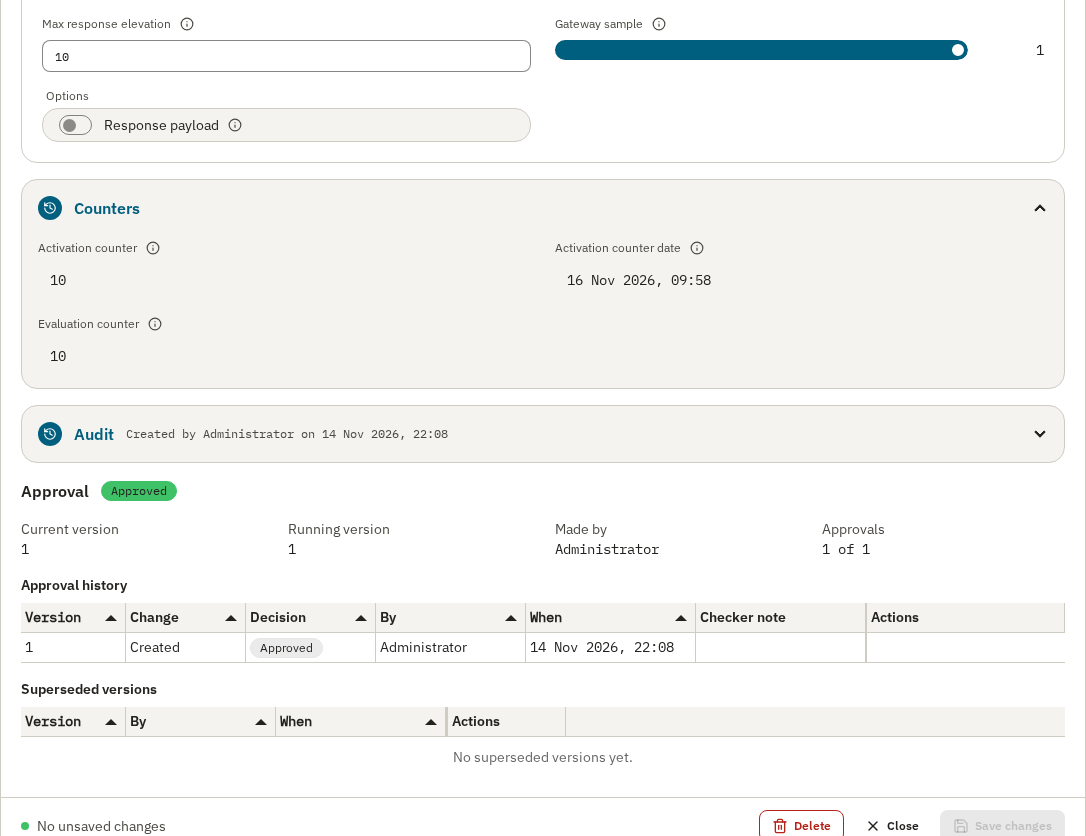 Max response elevation
Gateway sample
10
1
Options
Response payload
Counters
Activation counter
Activation counter date
10
16 Nov 2026, 09:58
Evaluation counter
10
Audit Created by Administrator on 14 Nov 2026, 22:08
Approval Approved
Current version Running version Made by Approvals
1 1 Administrator 1 of 1
Approval history
Version Change Decision By When Checker note Actions
1 Created Approved Administrator 14 Nov 2026, 22:08
Superseded versions
Version By When Actions
No superseded versions yet.
No unsaved changes Delete Close Save changes